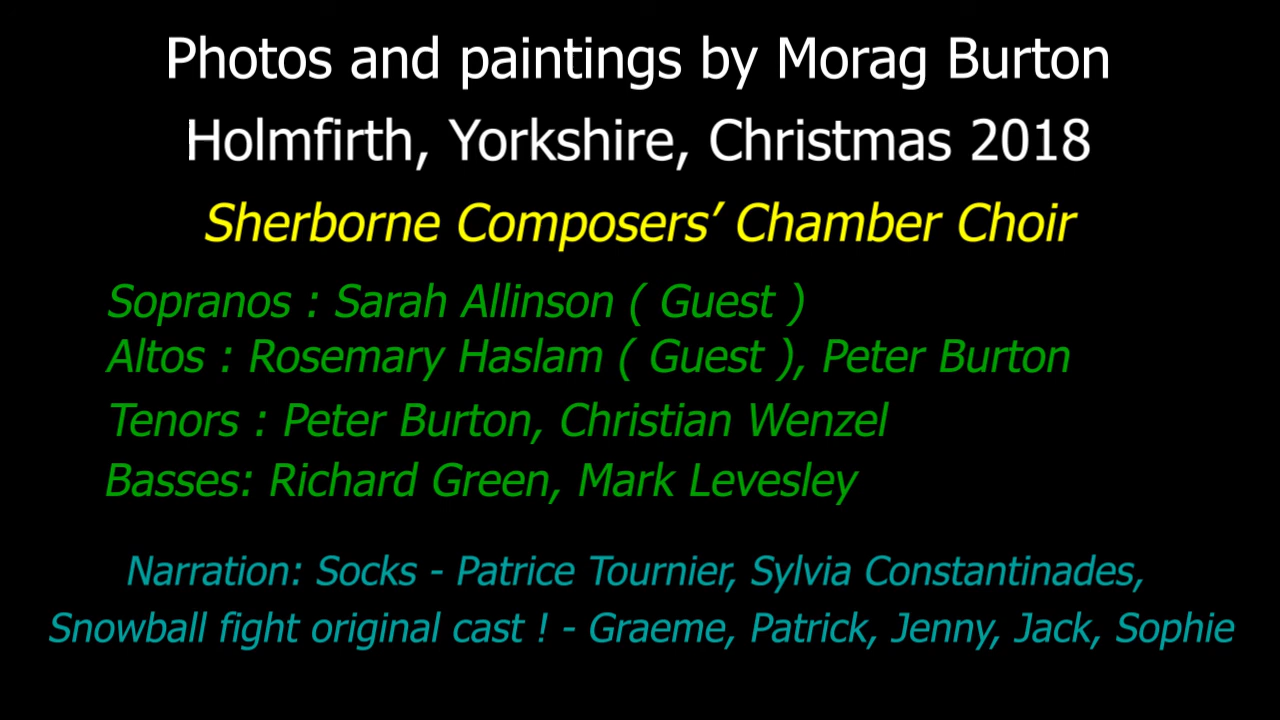 Photos and paintings by Morag Burton
Holmfirth, Yorkshire, Christmas 2018
Sherborne Composers’ Chamber Choir
Sopranos : Sarah Allinson ( Guest )
Altos : Rosemary Haslam ( Guest ), Peter Burton
Tenors : Peter Burton, Christian Wenzel
Basses: Richard Green, Mark Levesley
Narration: Socks - Patrice Tournier, Sylvia Constantinades,
Snowball fight original cast ! - Graeme, Patrick, Jenny, Jack, Sophie